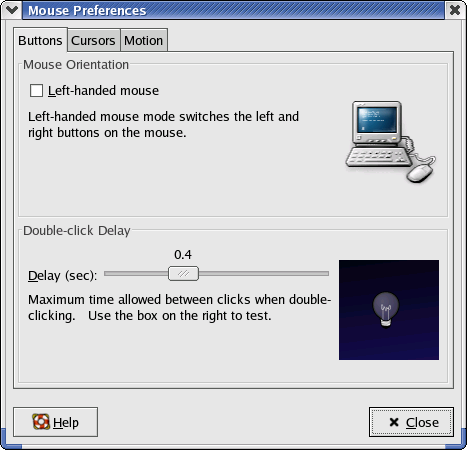 Mouse Preferences
Buttons Cursors Motion
Mouse Orientation
Left-handed mouse
Left-handed mouse mode switches the left and
right buttons on the mouse.
Double-click Delay
0.4
Delay (sec):
Maximum time allowed between clicks when double-
clicking. Use the box on the right to test.
Help
Close